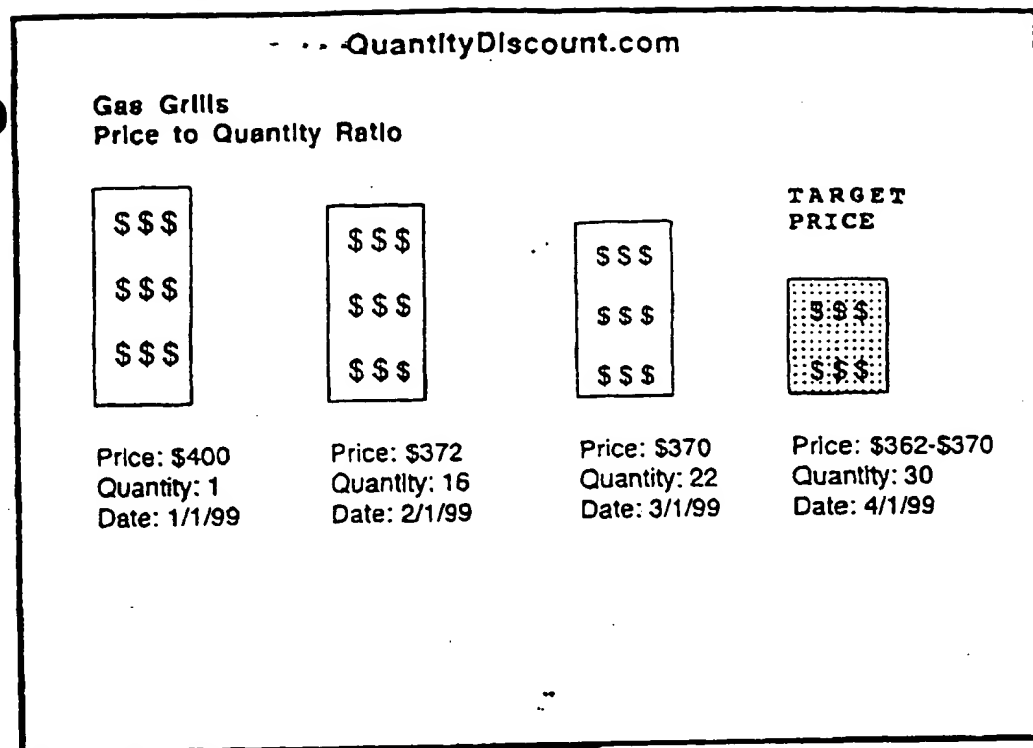 QuantityDiscount.com
Gas Grills
Price to Quantity Ratio
$$$
$$$
$$$
Price: $400
Quantity: 1
Date: 1/1/99
$$$
$$$
$$$
Price: $372
Quantity: 16
Date: 2/1/99
$$$
$$$
$$$
Price: $370
Quantity: 22
Date: 3/1/99
TARGET
PRICE
$$$
$$$
Price: $362-$370
Quantity: 30
Date: 4/1/99